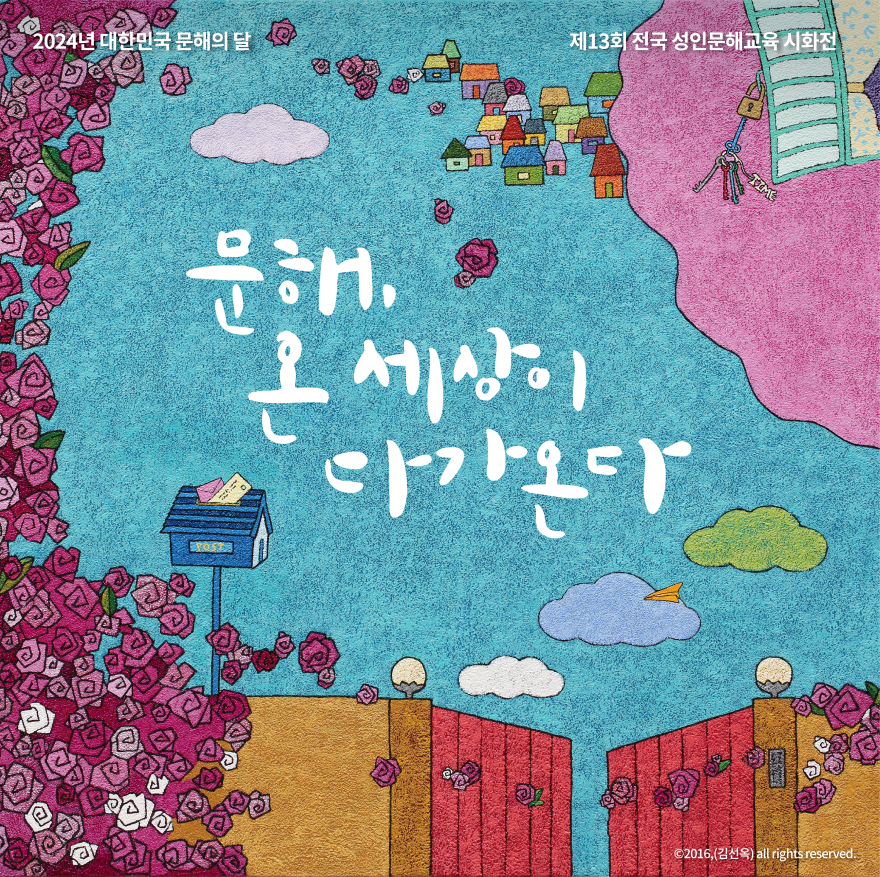 2024년 대한민국 문해의 달
제13회 전국 성인문해교육 시화전
TIME
문해,
온 세상이
다가온다
POST
©2016,(김선옥) all rights reserved.